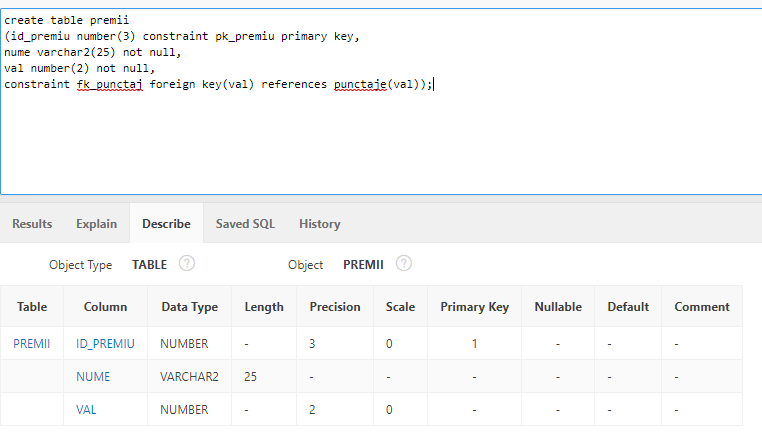 create table premii
(id_premiu number(3) constraint pk_premiu primary key,
nume varchar2(25) not null,
val number(2) not null,
constraint fk_punctaj foreign key(val) references punctaje(val));
Results Explain Describe Saved SQL History
Object Type TABLE ? Object PREMII ?
Table Column Data Type Length Precision Scale Primary Key Nullable Default Comment
PREMII ID_PREMIU NUMBER - 3 0 1 - - -
NUME VARCHAR2 25 - - - - - -
VAL NUMBER - 2 0 - - - -